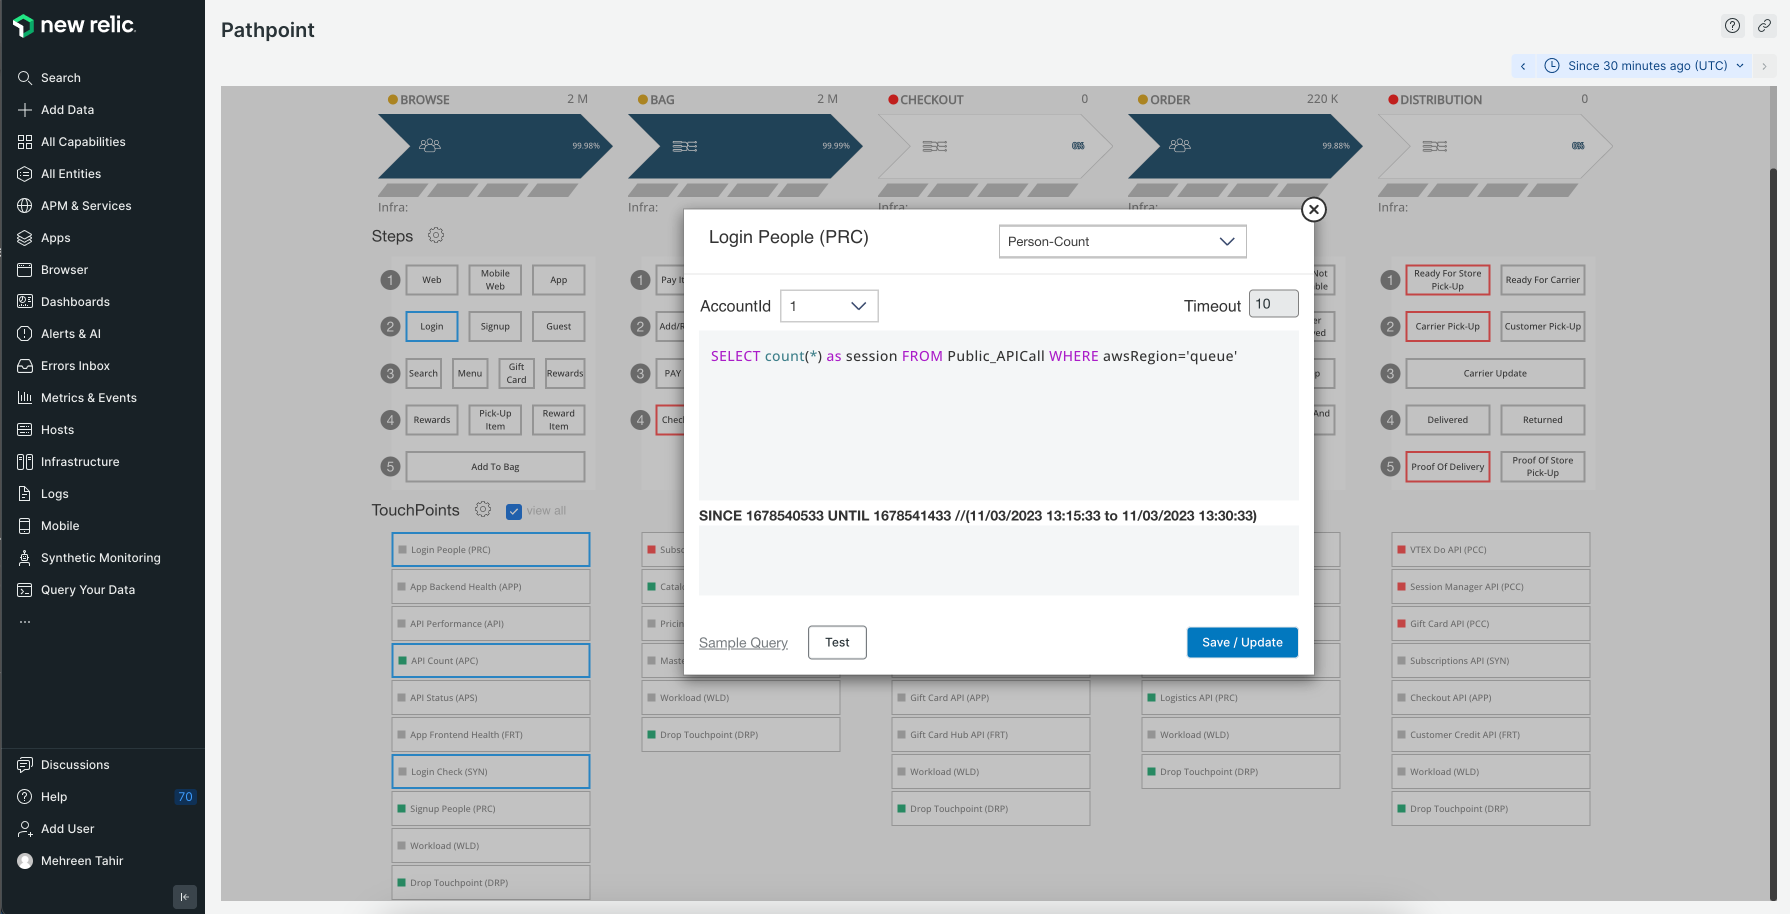 new relic.
Pathpoint
Since 30 minutes ago (UTC)
Search
Add Data
All Capabilities
All Entities
APM & Services
Apps
Browser
Dashboards
Alerts & AI
Errors Inbox
Metrics & Events
Hosts
Infrastructure
Logs
Mobile
Synthetic Monitoring
Query Your Data
...
Discussions
Help 70
Add User
Mehreen Tahir
BROWSE 2 M
BAG 2 M
CHECKOUT 0
ORDER 220 K
DISTRIBUTION 0
99.98%
99.99%
0%
99.88%
0%
Infra:
Infra:
Infra:
Infra:
Infra:
Steps
1 Web
Mobile
Web
App
2 Login Signup Guest
3 Search Menu
Gift
Card
Rewards
4 Rewards
Pick-Up
Item
Reward
Item
5 Add To Bag
1 Pay It
2 Add/R
3 PAY
4 Chec
Not
ble
er
ed
p
And
1 Ready For Store
Pick-Up
Ready For Carrier
2 Carrier Pick-Up Customer Pick-Up
3 Carrier Update
4 Delivered Returned
5 Proof Of Delivery
Proof Of Store
Pick-Up
TouchPoints view all
Login People (PRC)
App Backend Health (APP)
API Performance (API)
API Count (APC)
API Status (APS)
App Frontend Health (FRT)
Login Check (SYN)
Signup People (PRC)
Workload (WLD)
Drop Touchpoint (DRP)
Subsc
Catal
Pricin
Maste
Workload (WLD)
Drop Touchpoint (DRP)
Gift Card API (APP)
Gift Card Hub API (FRT)
Workload (WLD)
Drop Touchpoint (DRP)
Logistics API (PRC)
Workload (WLD)
Drop Touchpoint (DRP)
VTEX Do API (PCC)
Session Manager API (PCC)
Gift Card API (PCC)
Subscriptions API (SYN)
Checkout API (APP)
Customer Credit API (FRT)
Workload (WLD)
Drop Touchpoint (DRP)
Login People (PRC) Person-Count
AccountId 1 Timeout 10
SELECT count(*) as session FROM Public_APICall WHERE awsRegion='queue'
SINCE 1678540533 UNTIL 1678541433 //(11/03/2023 13:15:33 to 11/03/2023 13:30:33)
Sample Query Test Save / Update